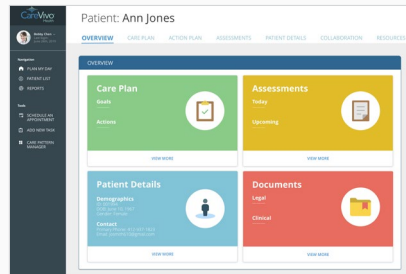 CareVivo
Health
Patient: Ann Jones
OVERVIEW
CARE PLAN
ACTION PLAN
ASSESSMENTS
PATIENT DETAILS
COLLABORATION
RESOURCES
Navigation
PLAN MY DAY
PATIENT LIST
REPORTS
Tools
SCHEDULE AN
APPOINTMENT
ADD NEW TASK
CARE PATTERN
MANAGER
OVERVIEW
Care Plan
Goals
Actions
VIEW MORE
Assessments
Today
Upcoming
VIEW MORE
Patient Details
Demographics
Contact
VIEW MORE
Documents
Legal
Clinical
VIEW MORE